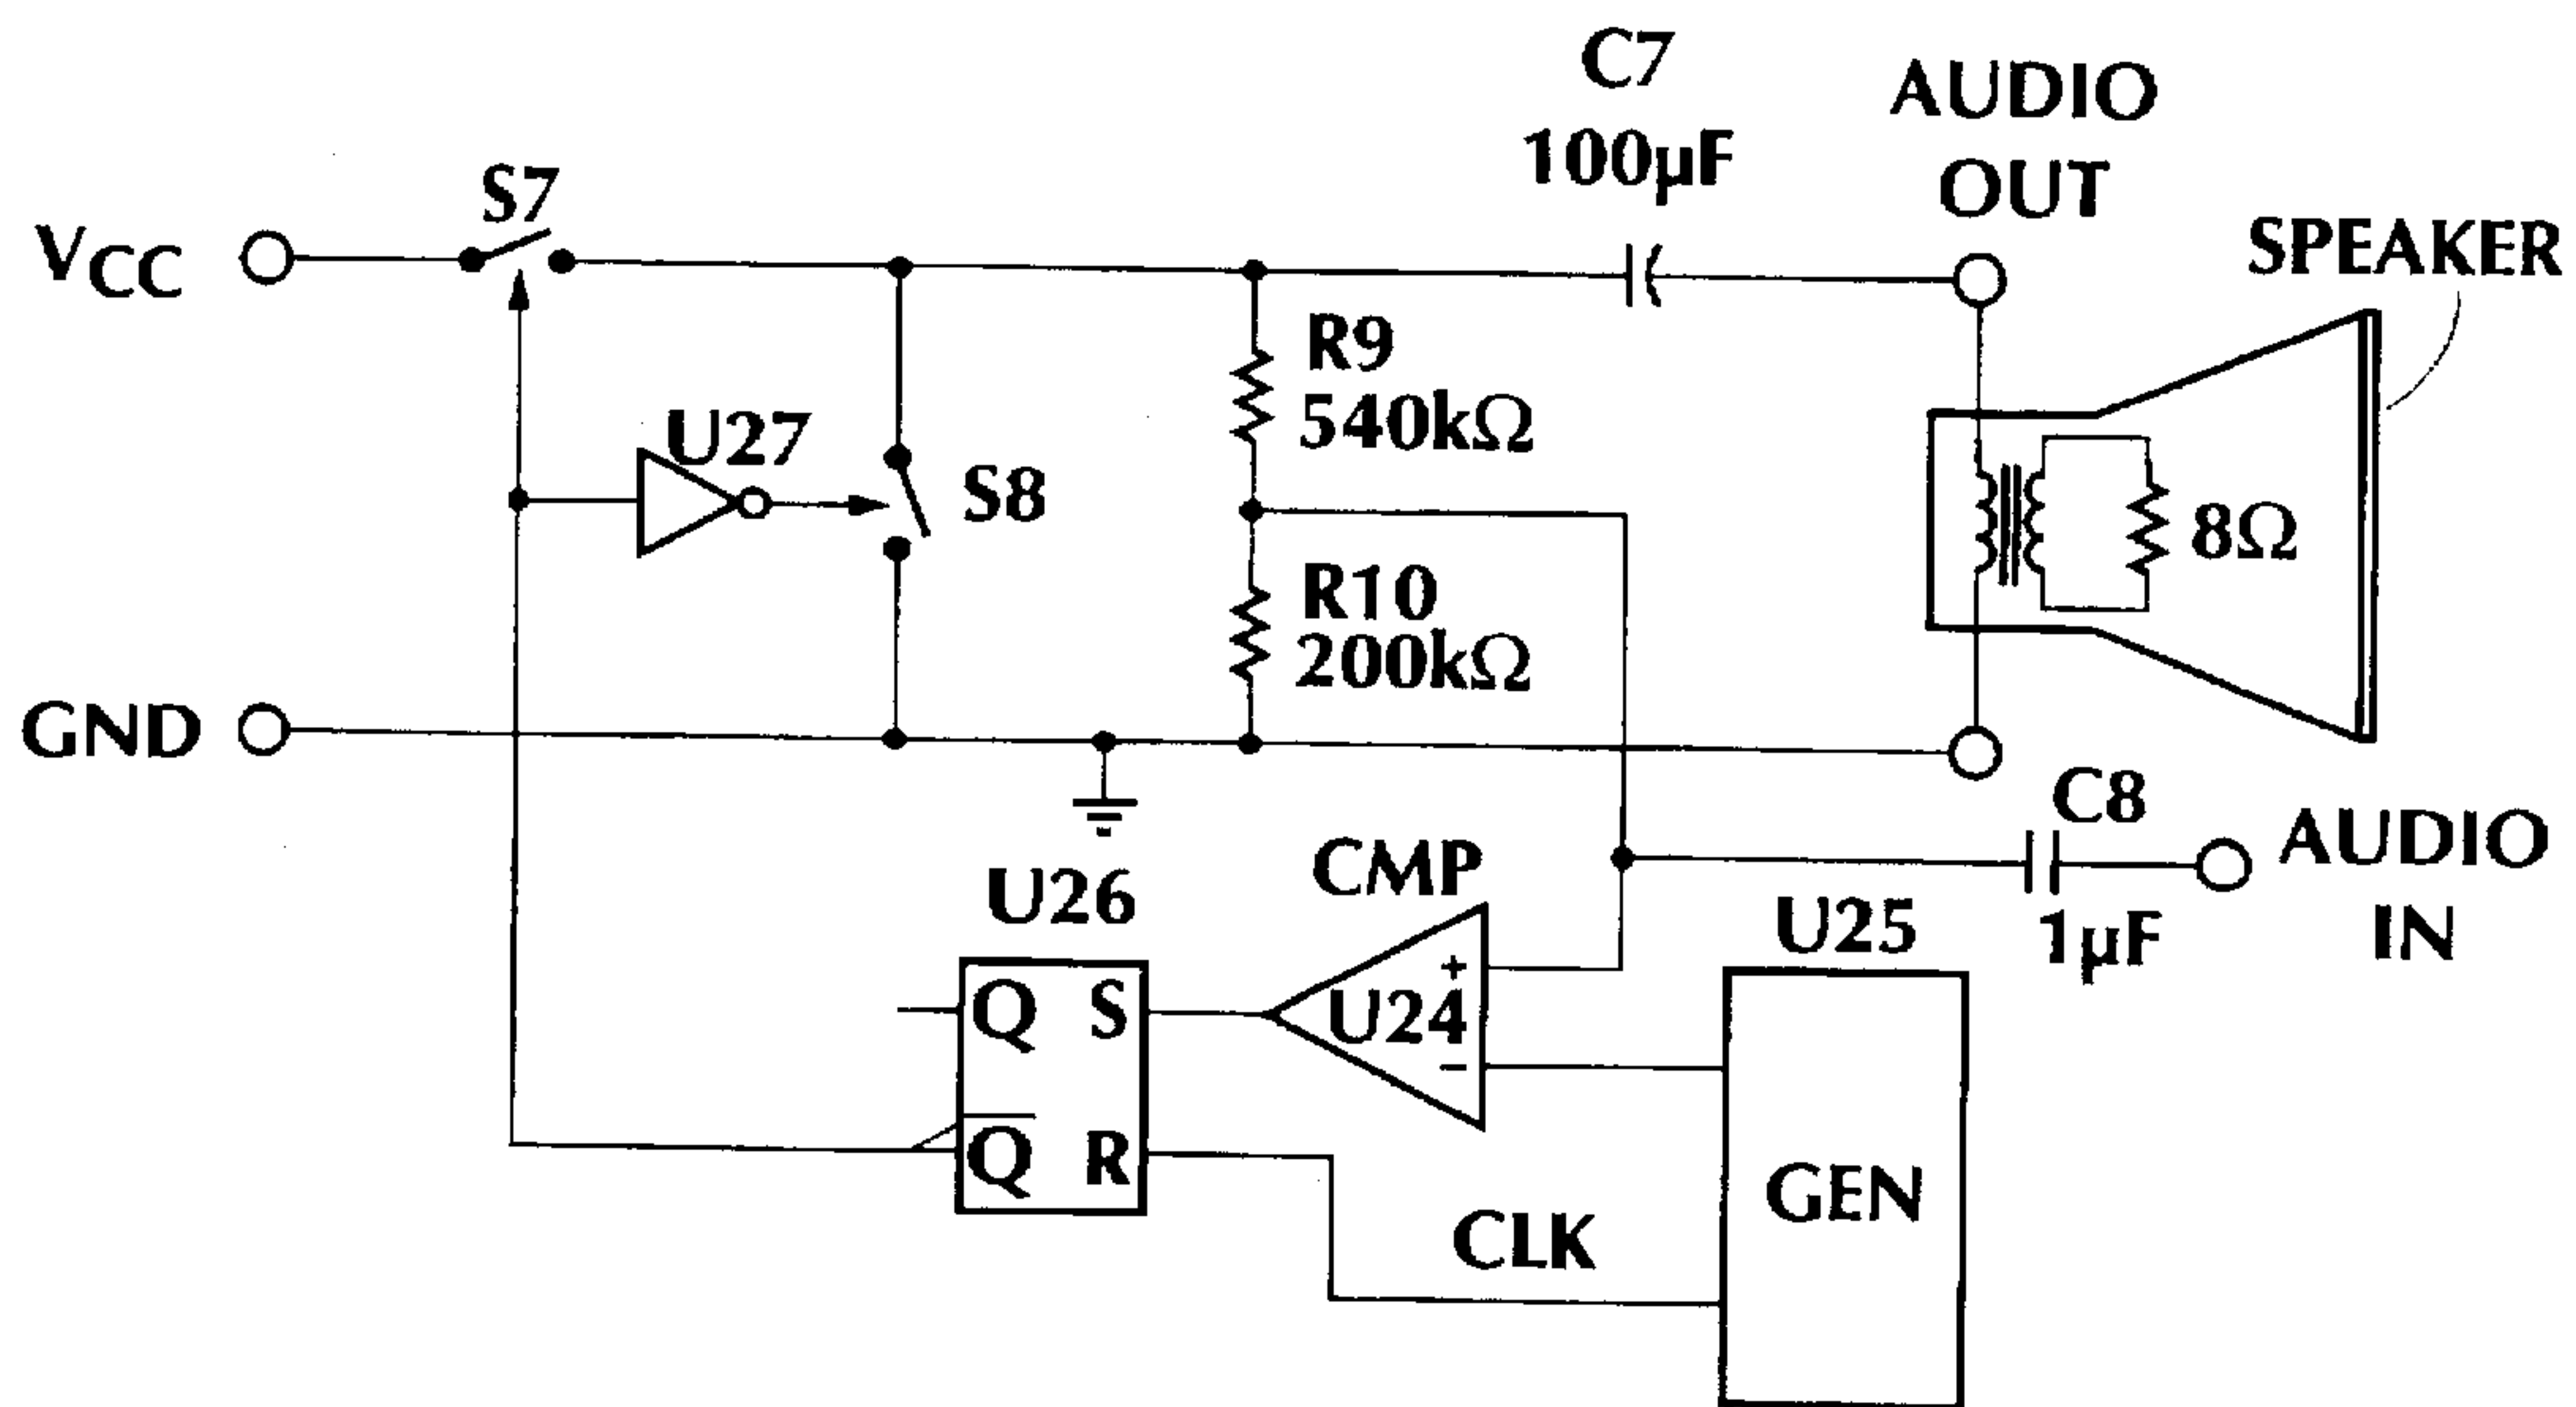 C7
100µF
AUDIO
OUT
SPEAKER
S7
VCC
R9
540kΩ
U27
S8
8Ω
R10
200kΩ
GND
C8
1µF
AUDIO
IN
CMP
U26
U25
Q S
+
U24
−
Q̅ R
GEN
CLK